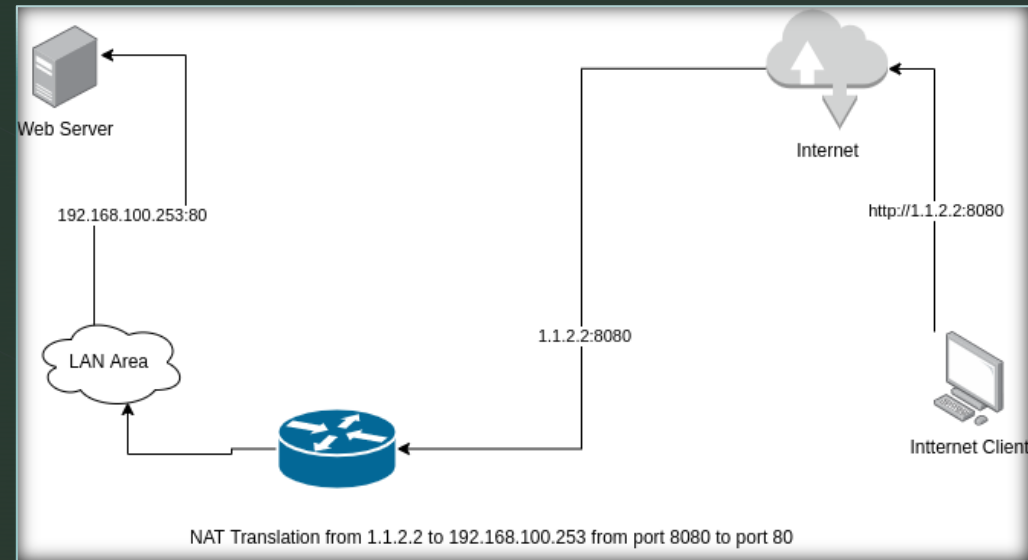 Web Server
Internet
192.168.100.253:80
http://1.1.2.2:8080
1.1.2.2:8080
LAN Area
Intternet Client
NAT Translation from 1.1.2.2 to 192.168.100.253 from port 8080 to port 80